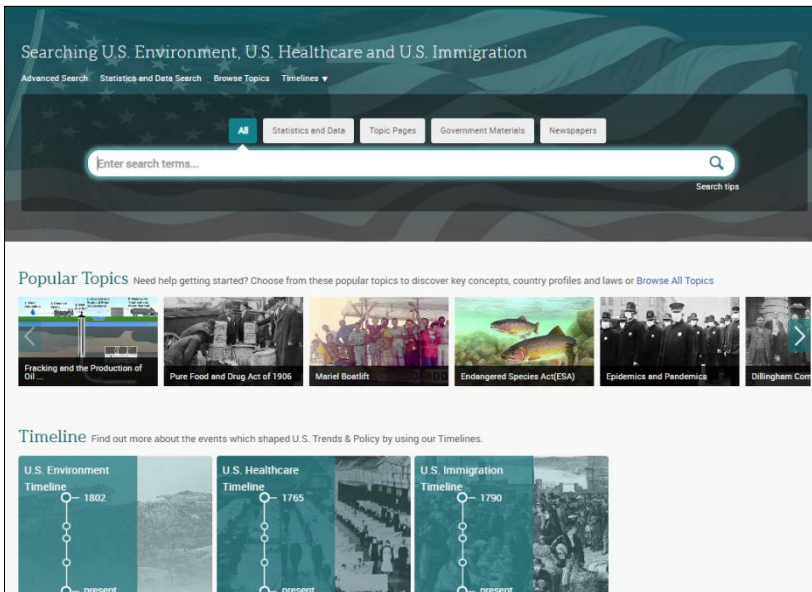 Searching U.S. Environment, U.S. Healthcare and U.S. Immigration
Advanced Search Statistics and Data Search Browse Topics Timelines ▼
All Statistics and Data Topic Pages Government Materials Newspapers
Enter search terms...
Search tips
Popular Topics Need help getting started? Choose from these popular topics to discover key concepts, country profiles and laws or Browse All Topics
Fracking and the Production of
Oil ...
Pure Food and Drug Act of 1906
Mariel Boatlift
Endangered Species Act(ESA)
Epidemics and Pandemics
Dillingham Com
Timeline Find out more about the events which shaped U.S. Trends & Policy by using our Timelines.
U.S. Environment
Timeline
1802
present
U.S. Healthcare
Timeline
1765
present
U.S. Immigration
Timeline
1790
present